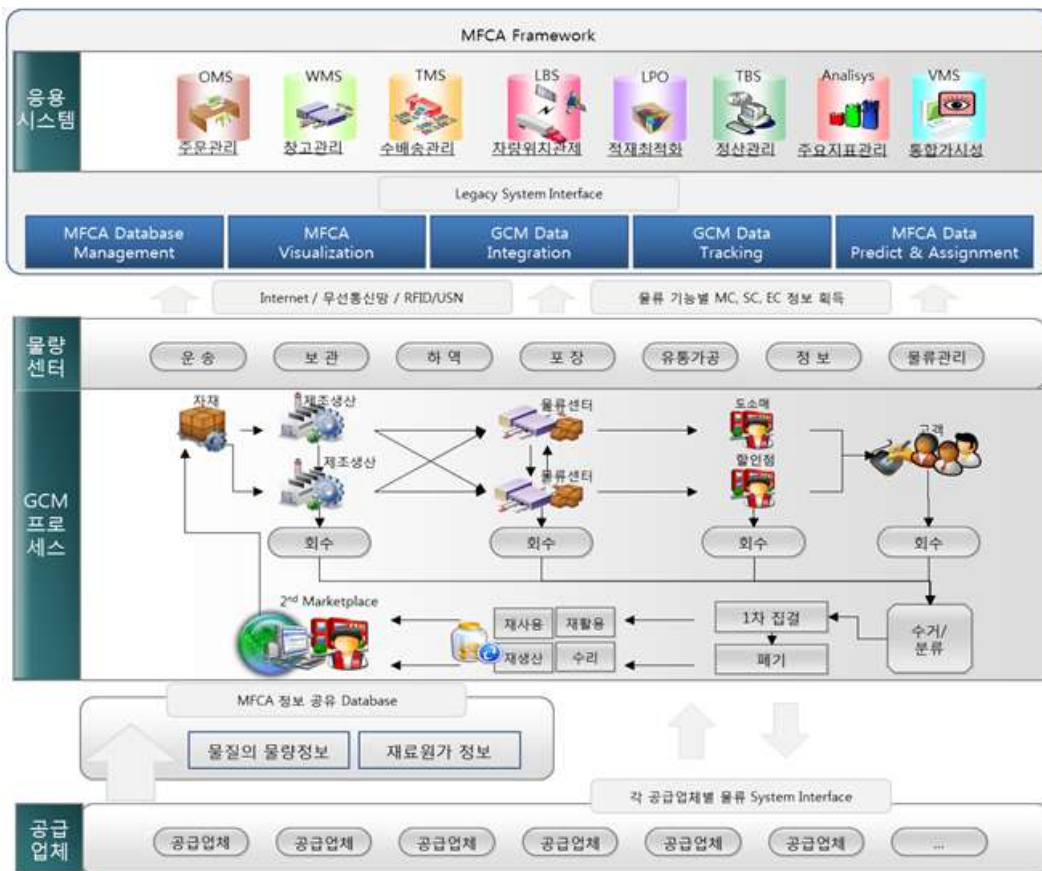 MFCA Framework
응용
시스템
OMS
WMS
TMS
LBS
LPO
TBS
Analisys
VMS
주문관리
창고관리
수배송관리
차량위치관제
적재최적화
정산관리
주요지표관리
통합가시성
Legacy System Interface
MFCA Database
Management
MFCA
Visualization
GCM Data
Integration
GCM Data
Tracking
MFCA Data
Predict & Assignment
Internet / 무선통신망 / RFID/USN
물류 기능별 MC, SC, EC 정보 획득
물량
센터
운 송
보 관
하 역
포 장
유통가공
정 보
물류관리
GCM
프로
세스
자재
제조생산
물류센터
도소매
고객
제조생산
물류센터
할인점
회수
회수
회수
회수
2nd Marketplace
재사용
재활용
재생산
수리
1차 집결
폐기
수거/
분류
MFCA 정보 공유 Database
물질의 물량정보
재료원가 정보
각 공급업체별 물류 System Interface
공급
업체
공급업체
공급업체
공급업체
공급업체
공급업체
공급업체
...